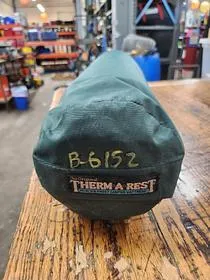 B-6152
The Original
THERM A REST